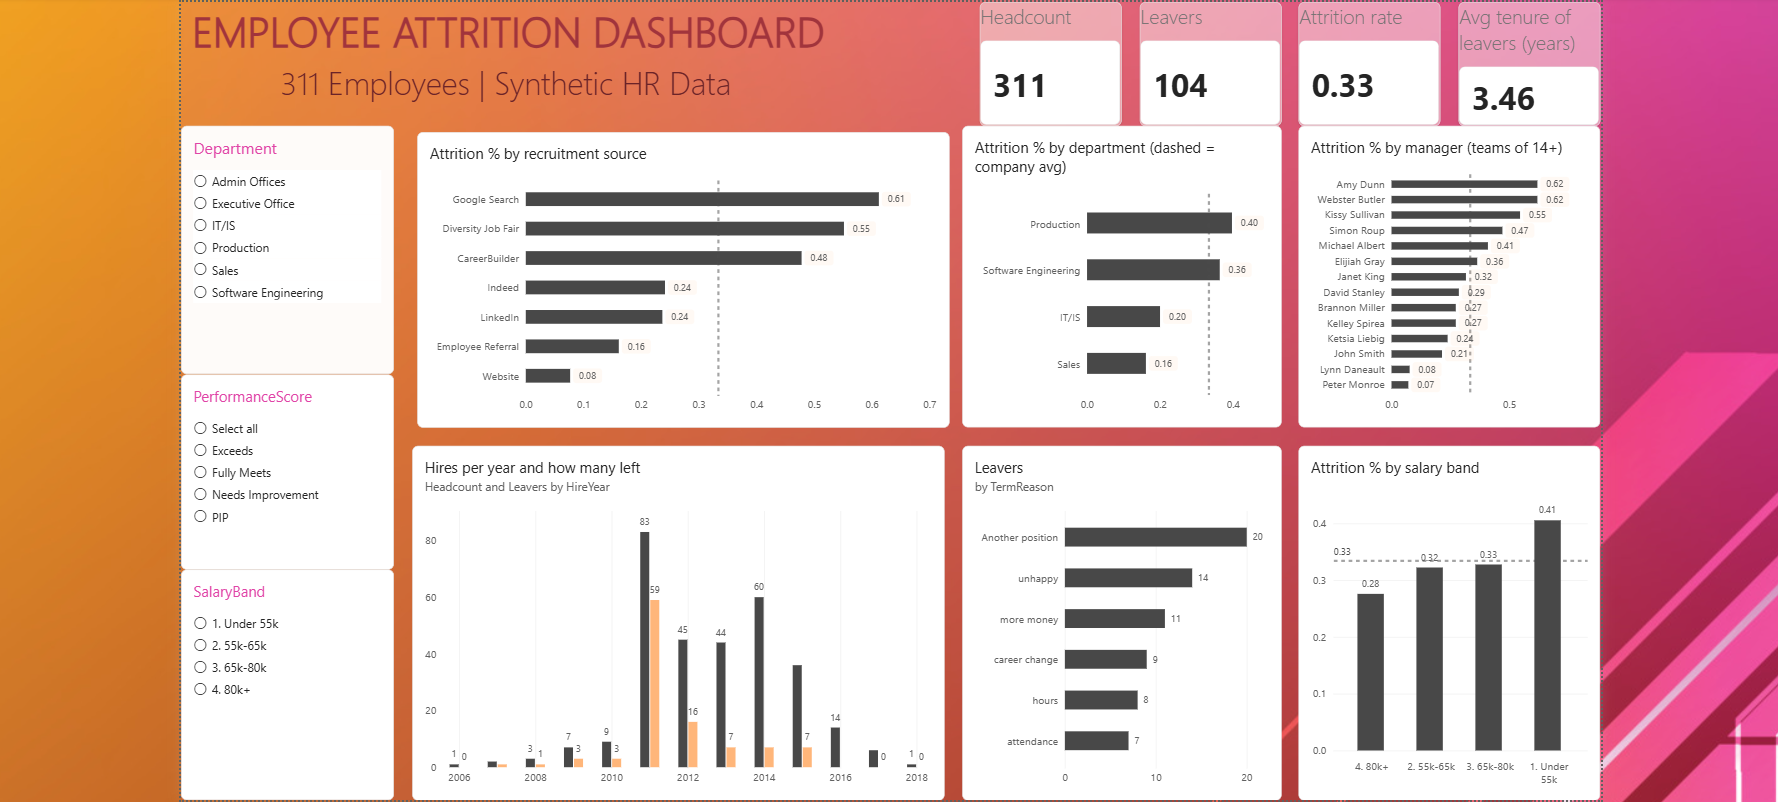 EMPLOYEE ATTRITION DASHBOARD
311 Employees | Synthetic HR Data
Headcount
311
Leavers
104
Attrition rate
0.33
Avg tenure of
leavers (years)
3.46
Department
Admin Offices
Executive Office
IT/IS
Production
Sales
Software Engineering
PerformanceScore
Select all
Exceeds
Fully Meets
Needs Improvement
PIP
SalaryBand
1. Under 55k
2. 55k-65k
3. 65k-80k
4. 80k+
Attrition % by recruitment source
Google Search 0.61
Diversity Job Fair 0.55
CareerBuilder 0.48
Indeed 0.24
LinkedIn 0.24
Employee Referral 0.16
Website 0.08
0.0 0.1 0.2 0.3 0.4 0.5 0.6 0.7
Attrition % by department (dashed =
company avg)
Production 0.40
Software Engineering 0.36
IT/IS 0.20
Sales 0.16
0.0 0.2 0.4
Attrition % by manager (teams of 14+)
Amy Dunn 0.62
Webster Butler 0.62
Kissy Sullivan 0.55
Simon Roup 0.47
Michael Albert 0.41
Elijiah Gray 0.36
Janet King 0.32
David Stanley 0.29
Brannon Miller 0.27
Kelley Spirea 0.27
Ketsia Liebig 0.24
John Smith 0.21
Lynn Daneault 0.08
Peter Monroe 0.07
0.0 0.5
Hires per year and how many left
Headcount and Leavers by HireYear
83
80
59
60
60
45
44
40
20
16
14
9
7
7
7
3
3
3
1
1
0
0
1
0
0
2006 2008 2010 2012 2014 2016 2018
Leavers
by TermReason
Another position 20
unhappy 14
more money 11
career change 9
hours 8
attendance 7
0 10 20
Attrition % by salary band
0.41
0.4
0.33
0.32
0.33
0.3
0.28
0.2
0.1
0.0
4. 80k+ 2. 55k-65k 3. 65k-80k 1. Under
55k